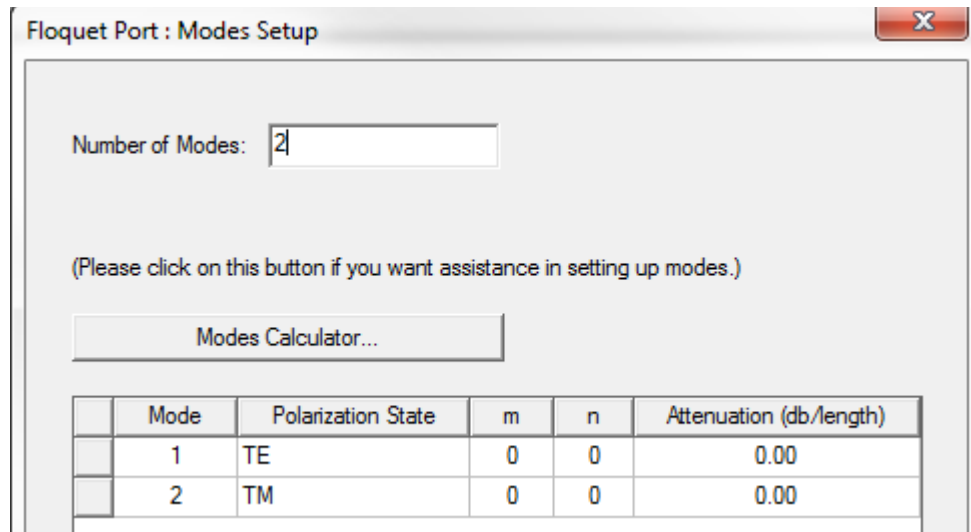 Floquet Port : Modes Setup
Number of Modes: 2
(Please click on this button if you want assistance in setting up modes.)
Modes Calculator...
Mode Polarization State m n Attenuation (db/length)
1 TE 0 0 0.00
2 TM 0 0 0.00